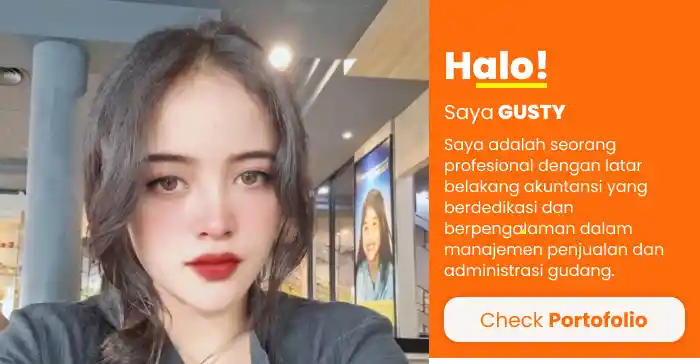 Halo!
Saya GUSTY
Saya adalah seorang
profesional dengan latar
belakang akuntansi yang
berdedikasi dan
berpengalaman dalam
manajemen penjualan dan
administrasi gudang.
Check Portofolio